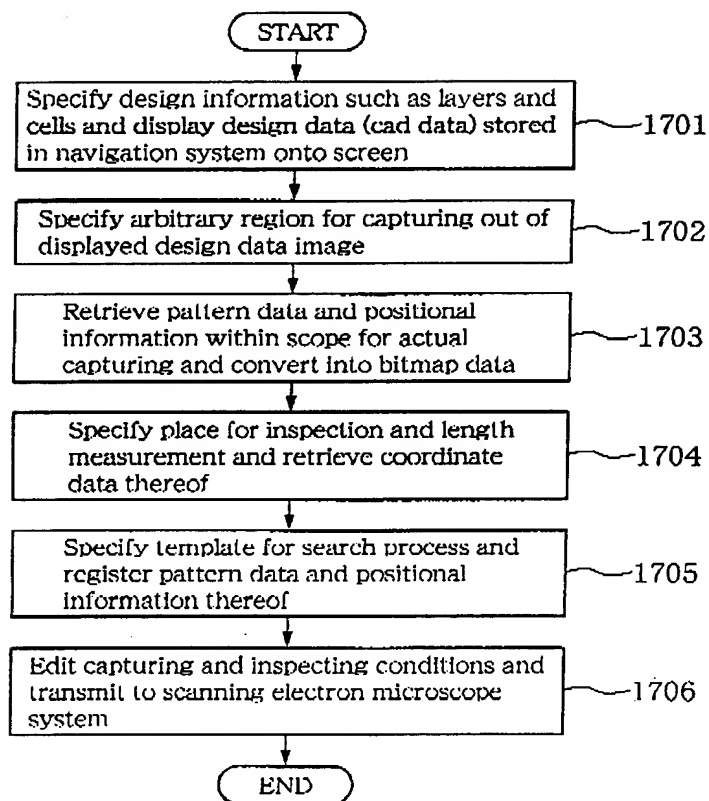 START
Specify design information such as layers and
cells and display design data (cad data) stored
in navigation system onto screen
1701
Specify arbitrary region for capturing out of
displayed design data image
1702
Retrieve pattern data and positional
information within scope for actual
capturing and convert into bitmap data
1703
Specify place for inspection and length
measurement and retrieve coordinate
data thereof
1704
Specify template for search process and
register pattern data and positional
information thereof
1705
Edit capturing and inspecting conditions and
transmit to scanning electron microscope
system
1706
END